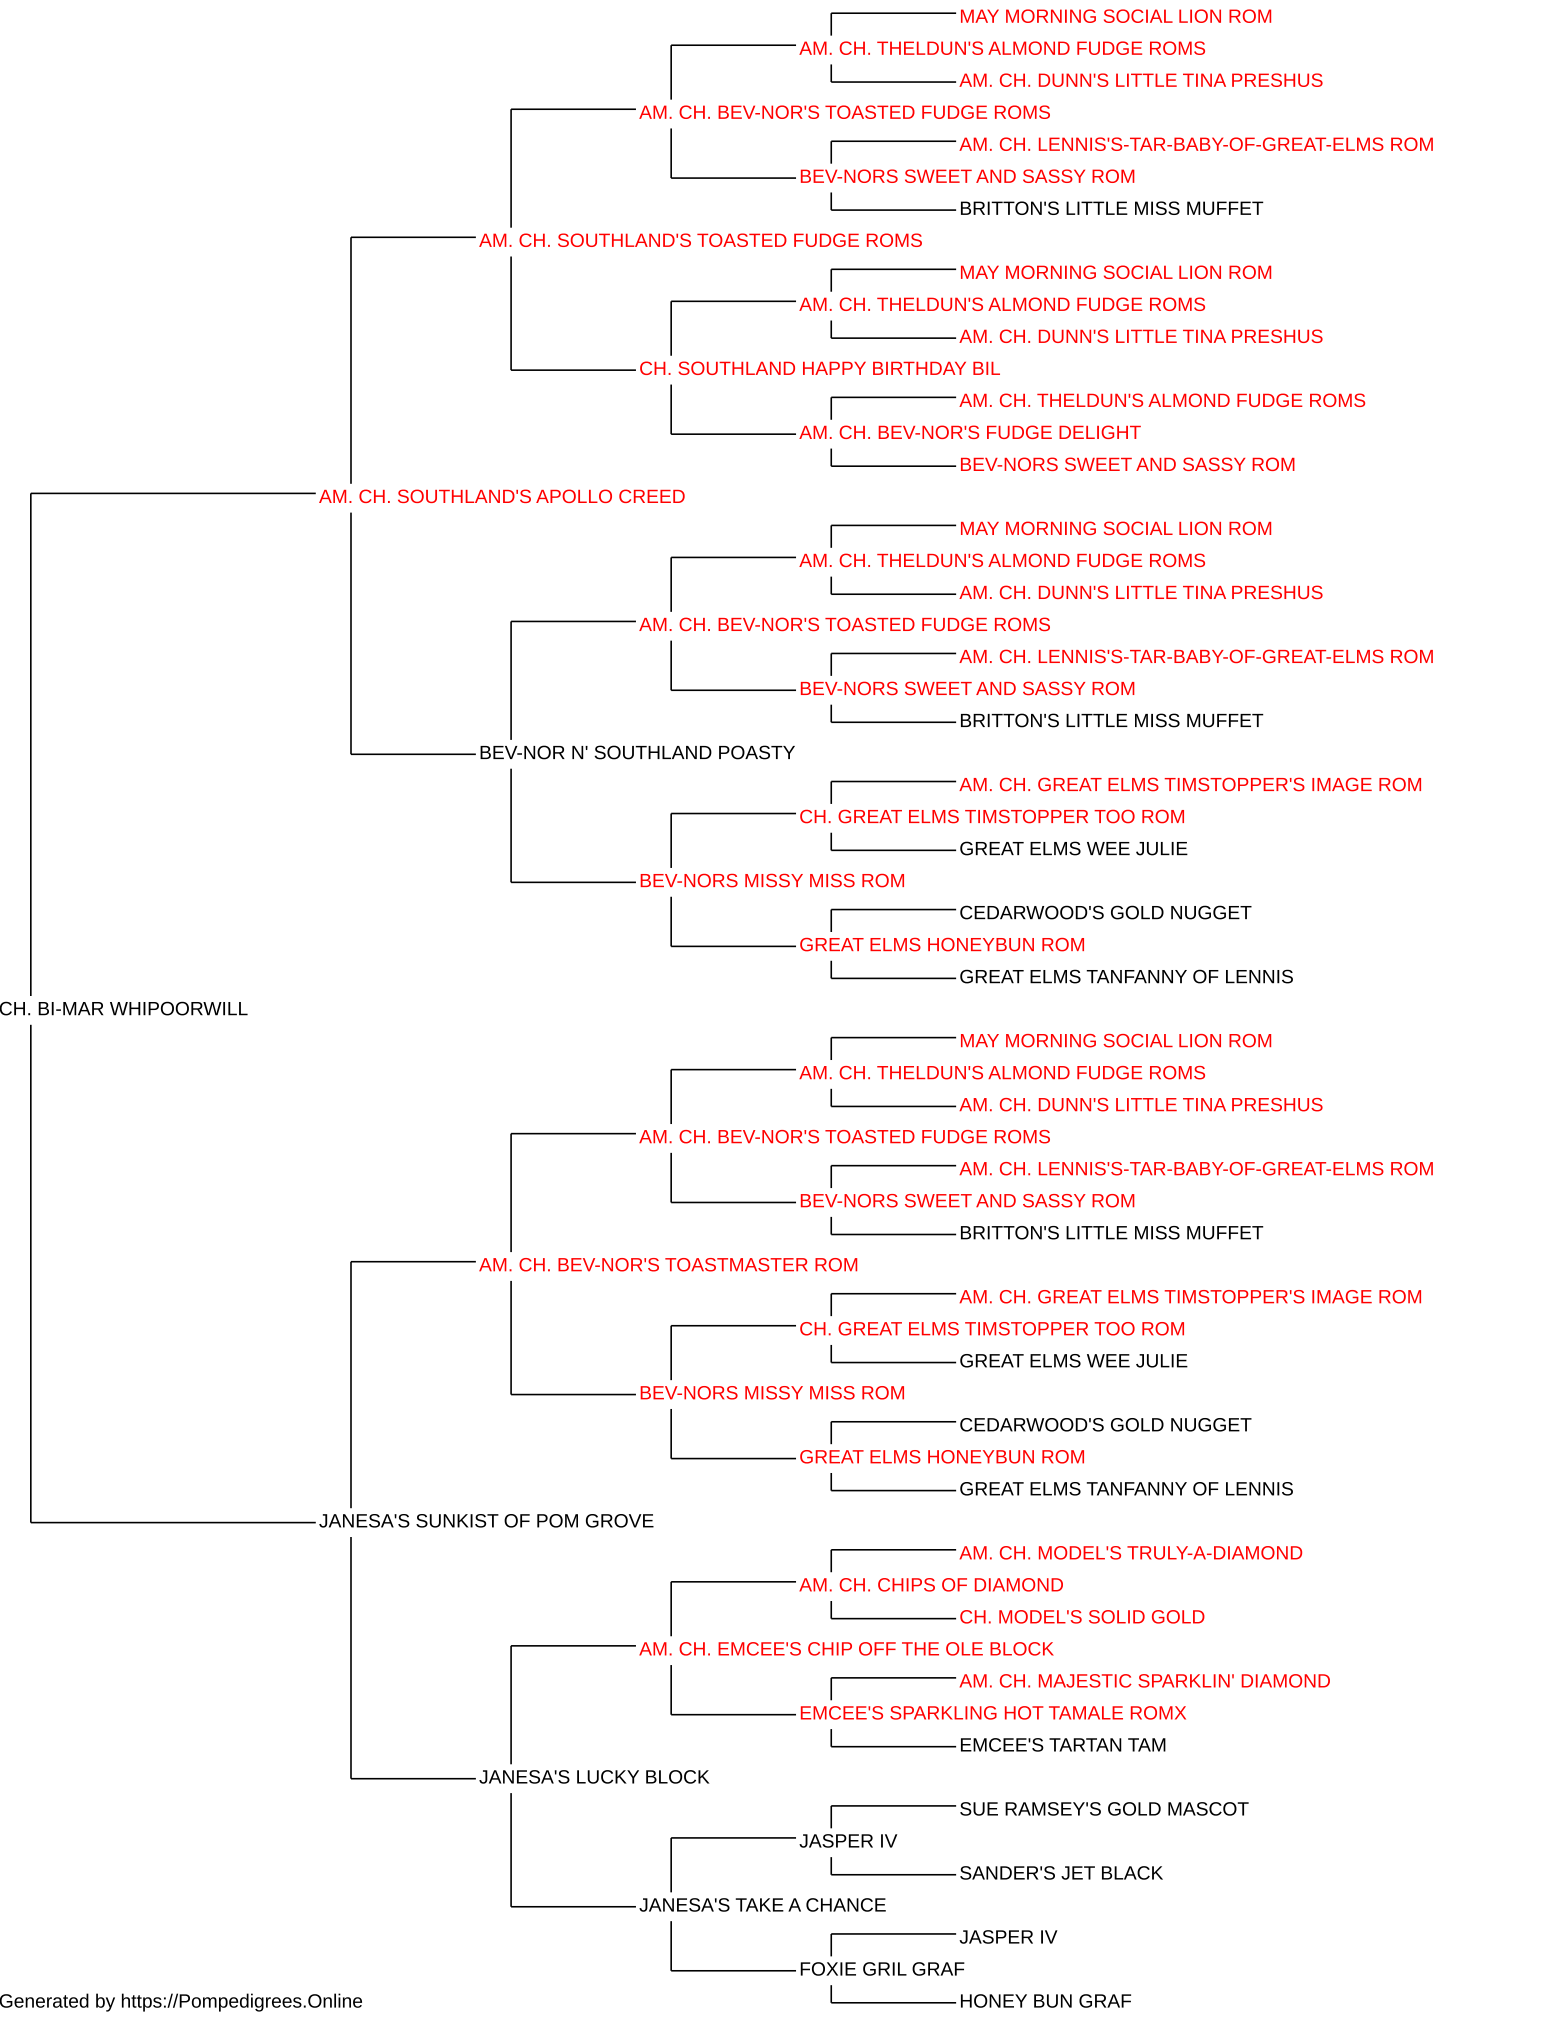 MAY MORNING SOCIAL LION ROM
AM. CH. THELDUN'S ALMOND FUDGE ROMS
AM. CH. DUNN'S LITTLE TINA PRESHUS
AM. CH. BEV-NOR'S TOASTED FUDGE ROMS
AM. CH. LENNIS'S-TAR-BABY-OF-GREAT-ELMS ROM
BEV-NORS SWEET AND SASSY ROM
BRITTON'S LITTLE MISS MUFFET
AM. CH. SOUTHLAND'S TOASTED FUDGE ROMS
MAY MORNING SOCIAL LION ROM
AM. CH. THELDUN'S ALMOND FUDGE ROMS
AM. CH. DUNN'S LITTLE TINA PRESHUS
CH. SOUTHLAND HAPPY BIRTHDAY BIL
AM. CH. THELDUN'S ALMOND FUDGE ROMS
AM. CH. BEV-NOR'S FUDGE DELIGHT
BEV-NORS SWEET AND SASSY ROM
AM. CH. SOUTHLAND'S APOLLO CREED
MAY MORNING SOCIAL LION ROM
AM. CH. THELDUN'S ALMOND FUDGE ROMS
AM. CH. DUNN'S LITTLE TINA PRESHUS
AM. CH. BEV-NOR'S TOASTED FUDGE ROMS
AM. CH. LENNIS'S-TAR-BABY-OF-GREAT-ELMS ROM
BEV-NORS SWEET AND SASSY ROM
BRITTON'S LITTLE MISS MUFFET
BEV-NOR N' SOUTHLAND POASTY
AM. CH. GREAT ELMS TIMSTOPPER'S IMAGE ROM
CH. GREAT ELMS TIMSTOPPER TOO ROM
GREAT ELMS WEE JULIE
BEV-NORS MISSY MISS ROM
CEDARWOOD'S GOLD NUGGET
GREAT ELMS HONEYBUN ROM
GREAT ELMS TANFANNY OF LENNIS
CH. BI-MAR WHIPOORWILL
MAY MORNING SOCIAL LION ROM
AM. CH. THELDUN'S ALMOND FUDGE ROMS
AM. CH. DUNN'S LITTLE TINA PRESHUS
AM. CH. BEV-NOR'S TOASTED FUDGE ROMS
AM. CH. LENNIS'S-TAR-BABY-OF-GREAT-ELMS ROM
BEV-NORS SWEET AND SASSY ROM
BRITTON'S LITTLE MISS MUFFET
AM. CH. BEV-NOR'S TOASTMASTER ROM
AM. CH. GREAT ELMS TIMSTOPPER'S IMAGE ROM
CH. GREAT ELMS TIMSTOPPER TOO ROM
GREAT ELMS WEE JULIE
BEV-NORS MISSY MISS ROM
CEDARWOOD'S GOLD NUGGET
GREAT ELMS HONEYBUN ROM
GREAT ELMS TANFANNY OF LENNIS
JANESA'S SUNKIST OF POM GROVE
AM. CH. MODEL'S TRULY-A-DIAMOND
AM. CH. CHIPS OF DIAMOND
CH. MODEL'S SOLID GOLD
AM. CH. EMCEE'S CHIP OFF THE OLE BLOCK
AM. CH. MAJESTIC SPARKLIN' DIAMOND
EMCEE'S SPARKLING HOT TAMALE ROMX
EMCEE'S TARTAN TAM
JANESA'S LUCKY BLOCK
SUE RAMSEY'S GOLD MASCOT
JASPER IV
SANDER'S JET BLACK
JANESA'S TAKE A CHANCE
JASPER IV
FOXIE GRIL GRAF
HONEY BUN GRAF
Generated by https://Pompedigrees.Online